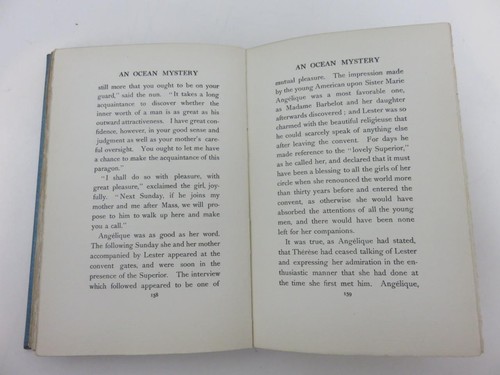 AN OCEAN MYSTERY
still more that you ought to be on your
guard," said the nun. "It takes a long
acquaintance to discover whether the
inner worth of a man is as great as his
outward attractiveness. I have great con-
fidence, however, in your good sense and
judgment as well as your mother's care-
ful oversight. You ought to let me have
a chance to make the acquaintance of this
paragon."
"I shall do so with pleasure, with
great pleasure," exclaimed the girl, joy-
fully. "Next Sunday, if he joins my
mother and me after Mass, we will pro-
pose to him to walk up here and make
you a call."
Angélique was as good as her word.
The following Sunday she and her mother
accompanied by Lester appeared at the
convent gates, and were soon in the
presence of the Superior. The interview
which followed appeared to be one of
158
AN OCEAN MYSTERY
mutual pleasure. The impression made
by the young American upon Sister Marie
Angélique was a most favorable one,
as Madame Barbelot and her daughter
afterwards discovered; and Lester was so
charmed with the beautiful religieuse that
he could scarcely speak of anything else
after leaving the convent. For days he
made reference to the "lovely Superior,"
as he called her, and declared that it must
have been a blessing to all the girls of her
circle when she renounced the world more
than thirty years before and entered the
convent, as otherwise she would have
absorbed the attentions of all the young
men, and there would have been none
left for her companions.
It was true, as Angélique had stated,
that Thérèse had ceased talking of Lester
and expressing her admiration in the en-
thusiastic manner that she had done at
the time she first met him. Angélique,
159